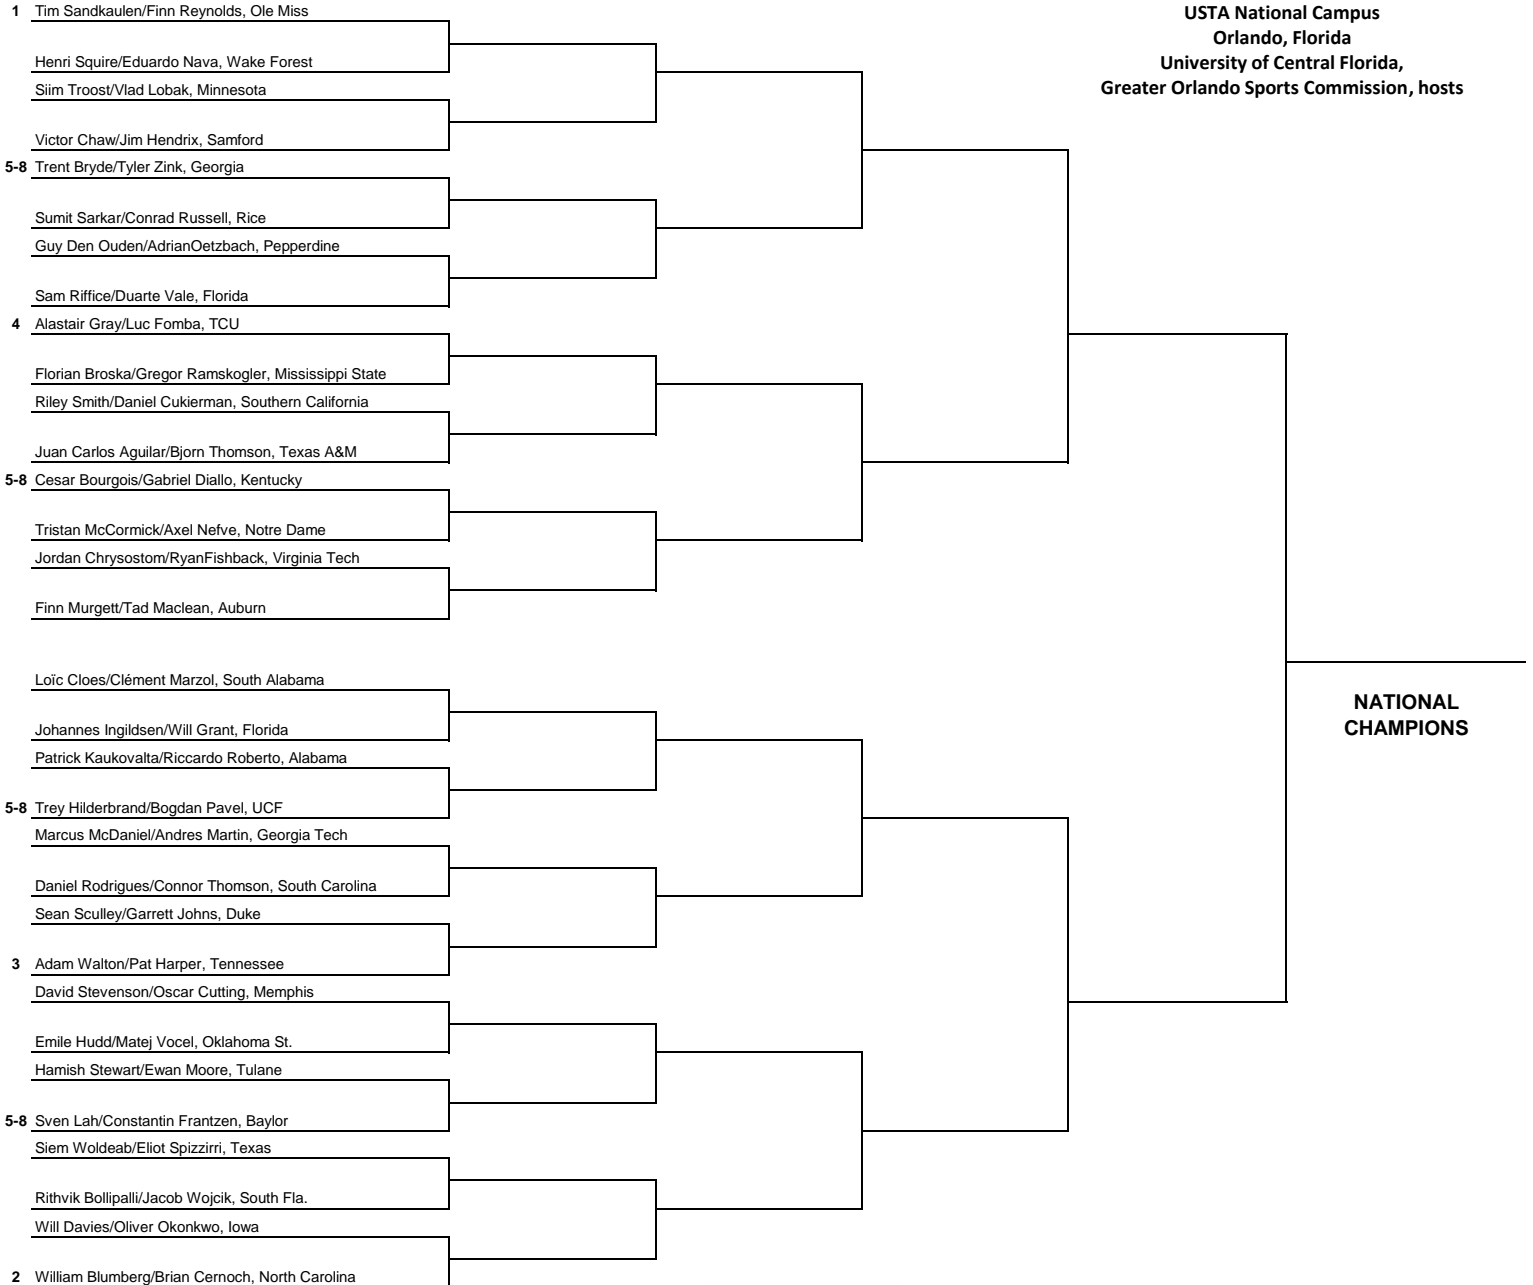 USTA National Campus
Orlando, Florida
University of Central Florida,
Greater Orlando Sports Commission, hosts
1 Tim Sandkaulen/Finn Reynolds, Ole Miss
Henri Squire/Eduardo Nava, Wake Forest
Siim Troost/Vlad Lobak, Minnesota
Victor Chaw/Jim Hendrix, Samford
5-8 Trent Bryde/Tyler Zink, Georgia
Sumit Sarkar/Conrad Russell, Rice
Guy Den Ouden/AdrianOetzbach, Pepperdine
Sam Riffice/Duarte Vale, Florida
4 Alastair Gray/Luc Fomba, TCU
Florian Broska/Gregor Ramskogler, Mississippi State
Riley Smith/Daniel Cukierman, Southern California
Juan Carlos Aguilar/Bjorn Thomson, Texas A&M
5-8 Cesar Bourgois/Gabriel Diallo, Kentucky
Tristan McCormick/Axel Nefve, Notre Dame
Jordan Chrysostom/RyanFishback, Virginia Tech
Finn Murgett/Tad Maclean, Auburn
Loïc Cloes/Clément Marzol, South Alabama
Johannes Ingildsen/Will Grant, Florida
Patrick Kaukovalta/Riccardo Roberto, Alabama
5-8 Trey Hilderbrand/Bogdan Pavel, UCF
Marcus McDaniel/Andres Martin, Georgia Tech
Daniel Rodrigues/Connor Thomson, South Carolina
Sean Sculley/Garrett Johns, Duke
3 Adam Walton/Pat Harper, Tennessee
David Stevenson/Oscar Cutting, Memphis
Emile Hudd/Matej Vocel, Oklahoma St.
Hamish Stewart/Ewan Moore, Tulane
5-8 Sven Lah/Constantin Frantzen, Baylor
Siem Woldeab/Eliot Spizzirri, Texas
Rithvik Bollipalli/Jacob Wojcik, South Fla.
Will Davies/Oliver Okonkwo, Iowa
2 William Blumberg/Brian Cernoch, North Carolina
NATIONAL
CHAMPIONS